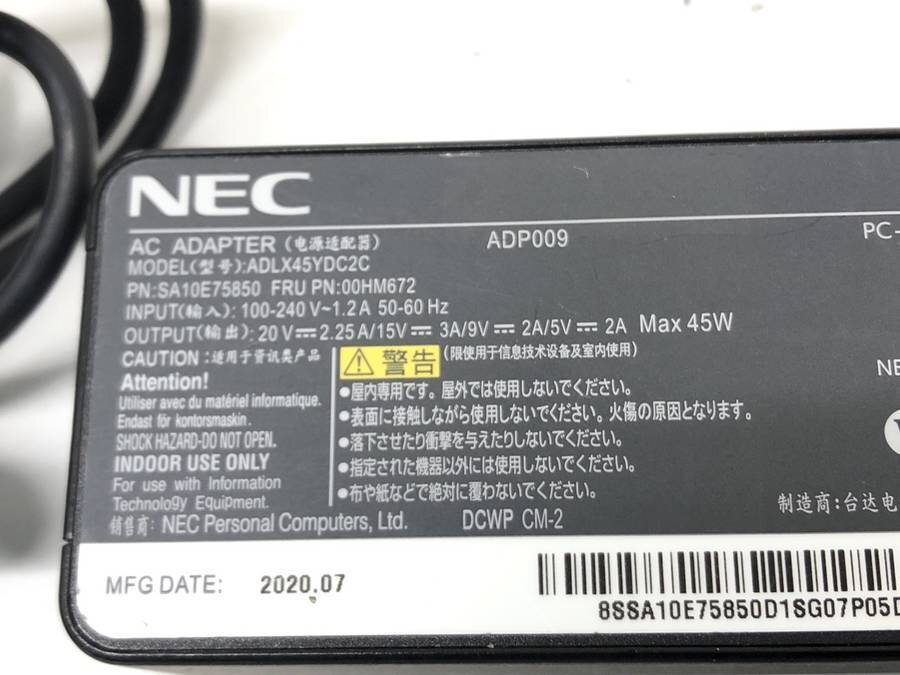 NEC
AC ADAPTER (电源适配器) ADP009 PC-
MODEL(型号):ADLX45YDC2C
PN:SA10E75850 FRU PN:00HM672
INPUT(输入): 100-240 V~1.2A 50-60 Hz
OUTPUT(输出): 20 V⎓2.25 A/15V⎓ 3A/9V⎓ 2A/5V⎓ 2A Max 45W
CAUTION :适用于资讯类产品
Attention!
Utiliser avec du matériel informatique.
Endast för kontorsmaskin.
SHOCK HAZARD-DO NOT OPEN.
INDOOR USE ONLY
For use with Information
Technology Equipment.
⚠警告 (限使用于信息技术设备及室内使用)
●屋内専用です。屋外では使用しないでください。
●表面に接触しながら使用しないでください。火傷の原因となります。
●落下させたり衝撃を与えたりしないでください。
●指定された機器以外には使用しないでください。
●布や紙などで絶対に覆わないでください。
NE
制造商:台达电
销售商: NEC Personal Computers, Ltd. DCWP CM-2
MFG DATE: 2020.07
8SSA10E75850D1SG07P05D